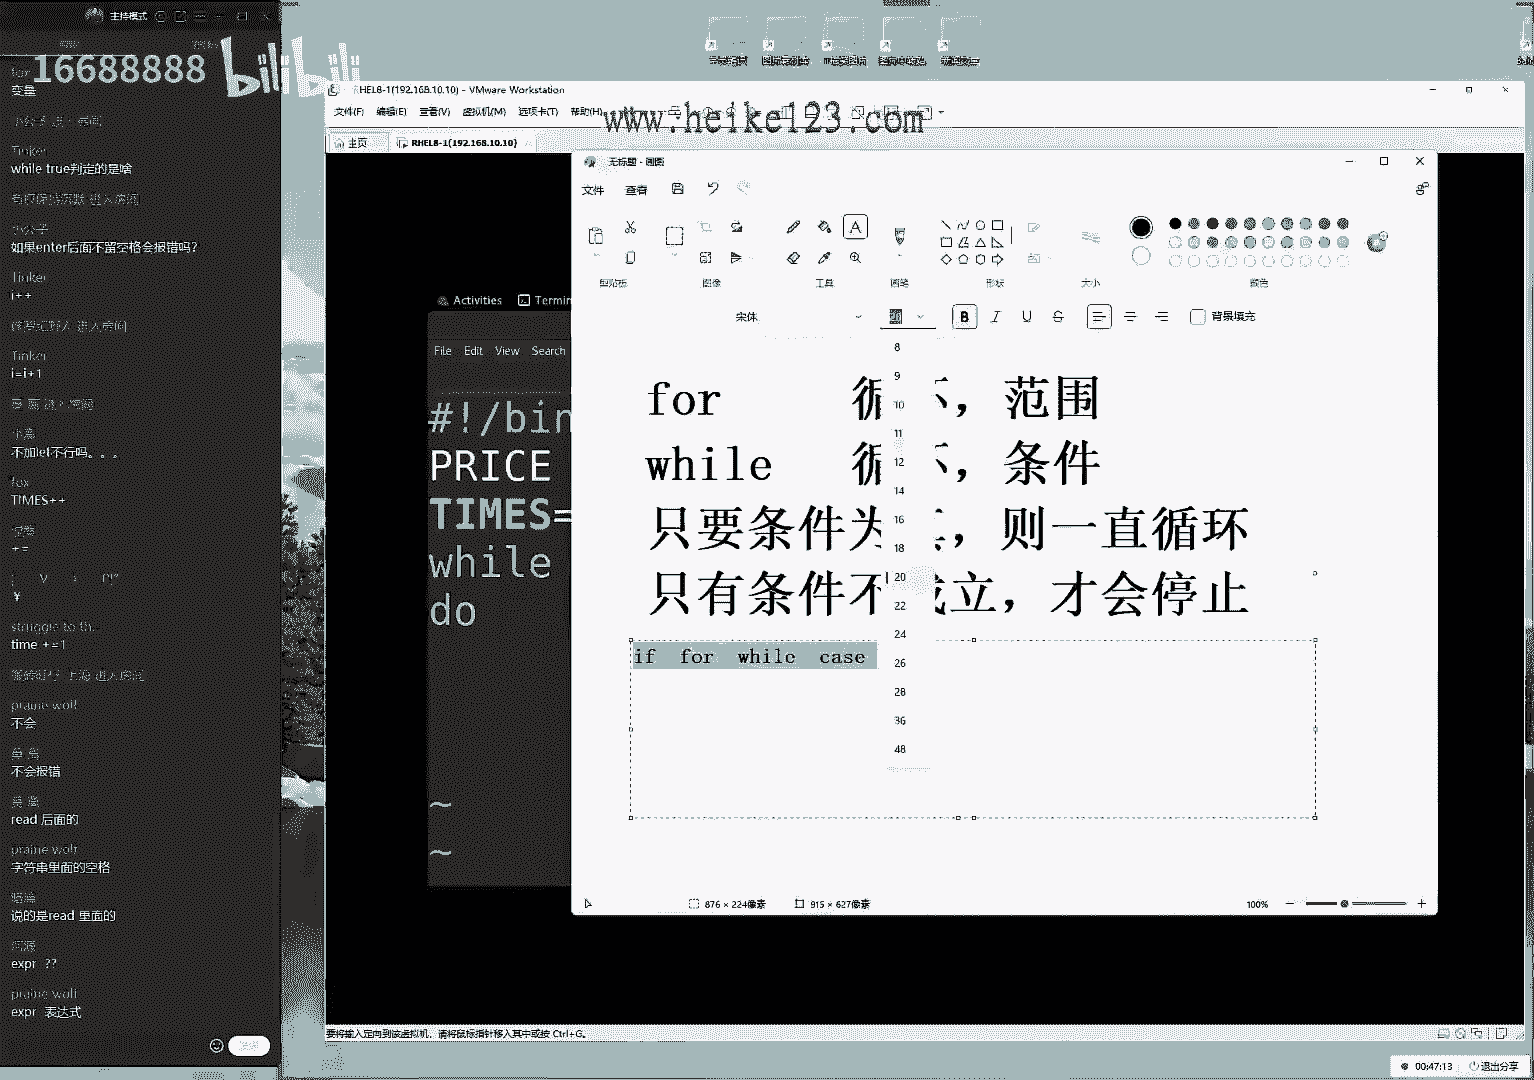 主持模式
16688888
bilibili
www.heike123.com
for
变量
Tinker
while true判定的是啥
小公子
如果enter后面不留空格会报错吗?
Tinker
i++
Tinker
i=i+1
不加let不行吗。。。
fox
TIMES++
+=
¥
struggle to th...
time +=1
prairie wolf
不会
不会报错
read 后面的
prairie wolf
字符串里面的空格
说的是read 里面的
expr ??
prairie wolf
expr 表达式
RHEL8-1(192.168.10.10) - VMware Workstation
文件(F) 编辑(E) 查看(V) 虚拟机(M) 选项卡(T) 帮助(H)
主页 RHEL8-1(192.168.10.10)
Activities Termin
File Edit View Search
#!/bin
PRICE
TIMES=
while
do
~
~
无标题 - 画图
文件 查看
剪贴板 图像 工具 画笔 形状 大小 颜色
宋体 B I U S 背景填充
8
9
10
11
12
14
16
18
20
22
24
26
28
36
48
for 循环，范围
while 循环，条件
只要条件为，则一直循环
只有条件不成立，才会停止
if for while case
876 × 224像素 915 × 627像素 100%
要将输入定向到该虚拟机，请将鼠标指针移入其中或按 Ctrl+G。
00:47:13 退出分享